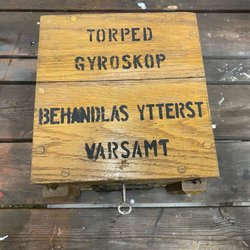 TORPED
GYROSKOP
BEHANDLAS YTTERST
VARSAMT